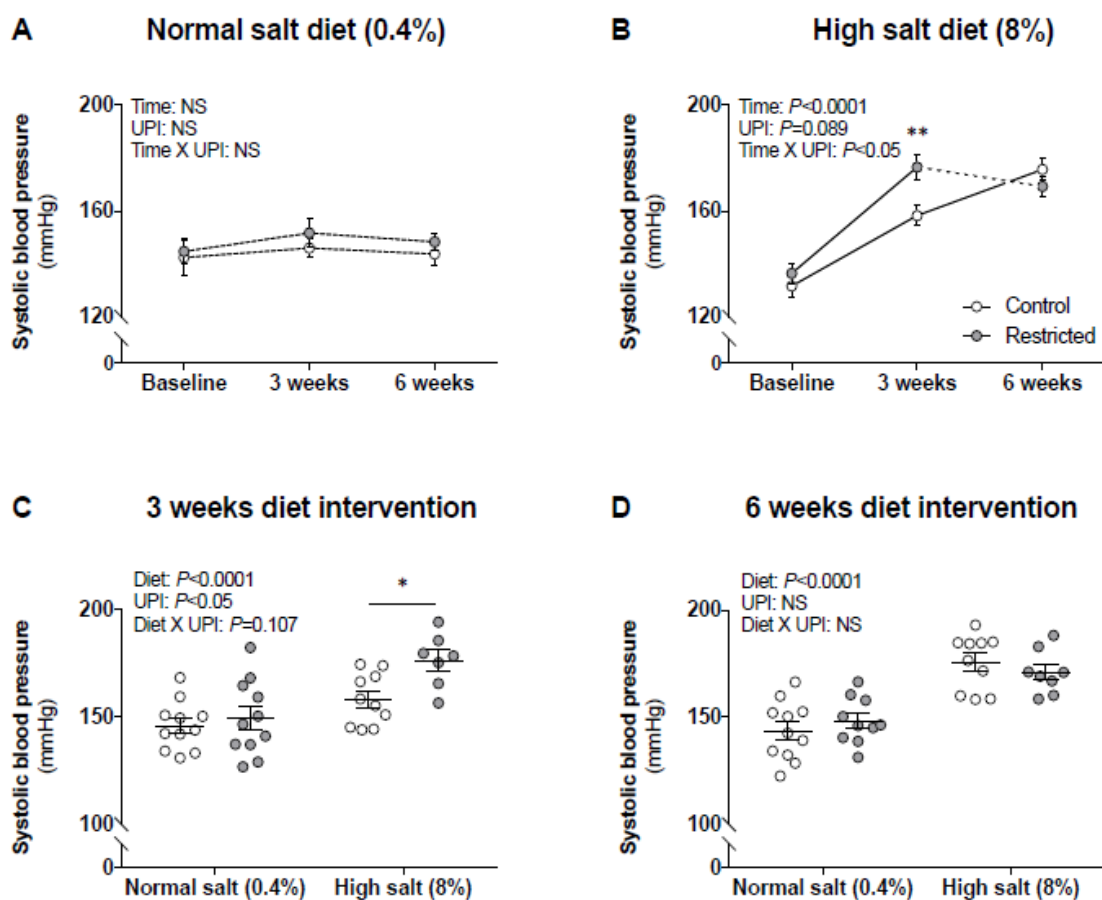 A Normal salt diet (0.4%)
Systolic blood pressure
(mmHg)
200
160
120
0
Time: NS
UPI: NS
Time X UPI: NS
Baseline 3 weeks 6 weeks
B High salt diet (8%)
Systolic blood pressure
(mmHg)
200
160
120
0
Time: P<0.0001
UPI: P=0.089
Time X UPI: P<0.05
**
Control
Restricted
Baseline 3 weeks 6 weeks
C 3 weeks diet intervention
Systolic blood pressure
(mmHg)
200
150
100
0
Diet: P<0.0001
UPI: P<0.05
Diet X UPI: P=0.107
*
Normal salt (0.4%) High salt (8%)
D 6 weeks diet intervention
Systolic blood pressure
(mmHg)
200
150
100
0
Diet: P<0.0001
UPI: NS
Diet X UPI: NS
Normal salt (0.4%) High salt (8%)